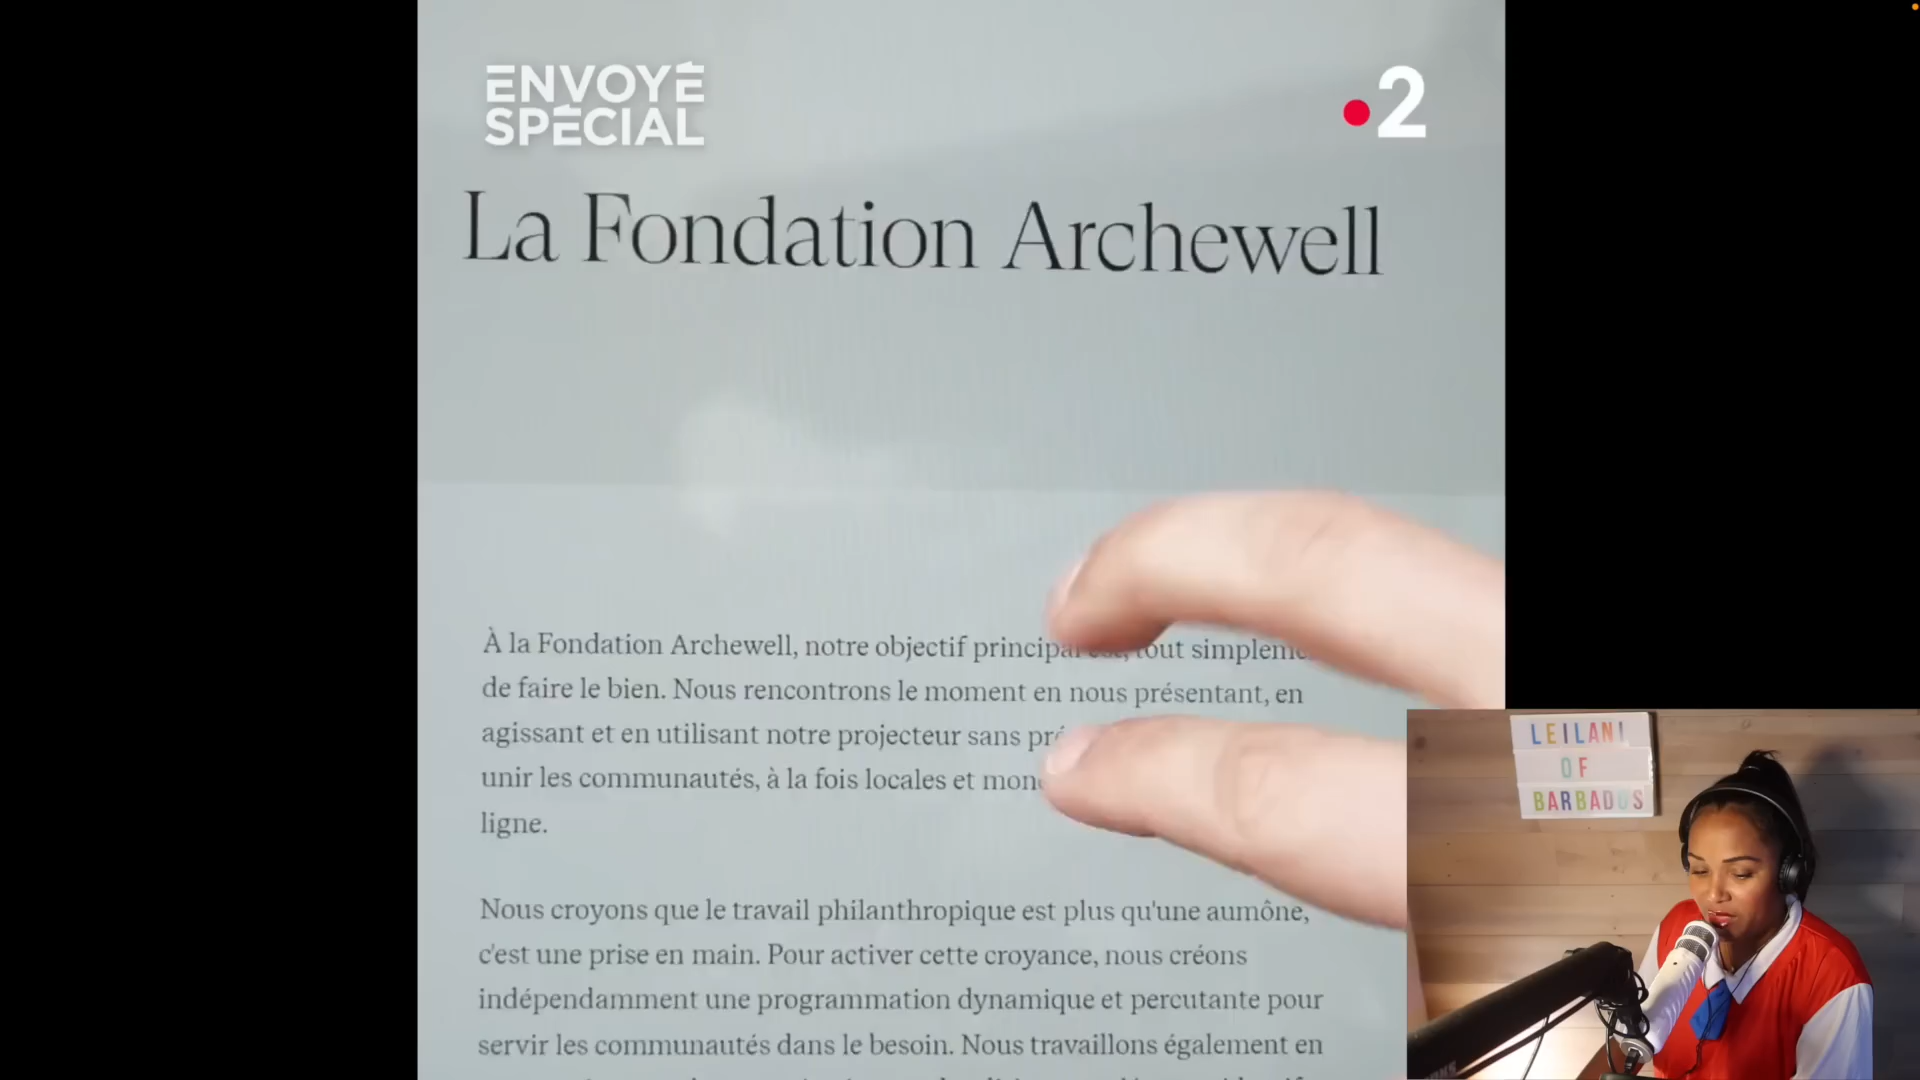 ENVOYÉ
SPÉCIAL
2
La Fondation Archewell
À la Fondation Archewell, notre objectif tout
de faire le bien. Nous rencontrons le moment en nous présentant, en
agissant et en utilisant notre projecteur sans
unir les communautés, à la fois locales et
ligne.
Nous croyons que le travail philanthropique est plus qu'une aumône,
c'est une prise en main. Pour activer cette croyance, nous créons
indépendamment une programmation dynamique et percutante pour
servir les communautés dans le besoin. Nous travaillons également en
LEILANI
OF
BARBADOS